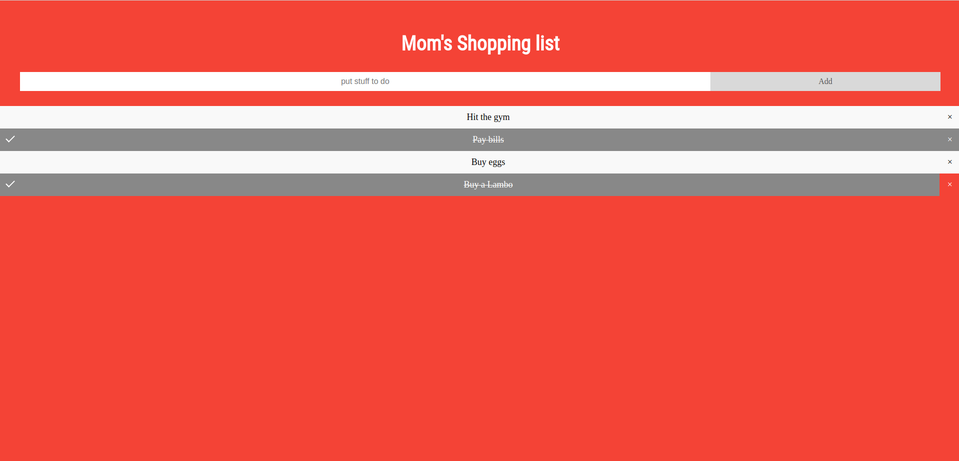 Mom's Shopping list
put stuff to do
Add
Hit the gym ×
Pay bills ×
Buy eggs ×
Buy a Lambo ×